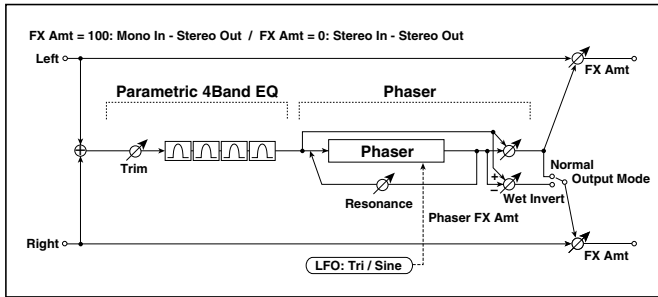 FX Amt = 100: Mono In - Stereo Out / FX Amt = 0: Stereo In - Stereo Out
Left
FX Amt
Parametric 4Band EQ
Phaser
Trim
Phaser
Resonance
+
−
Normal
Output Mode
Wet Invert
Phaser FX Amt
Right
FX Amt
LFO: Tri / Sine